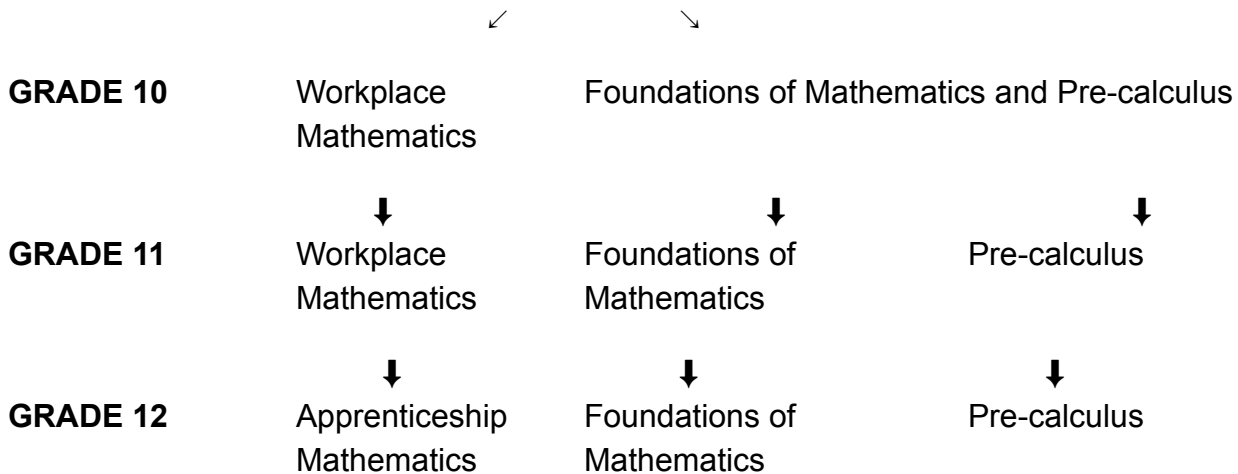 GRADE 10 Workplace Foundations of Mathematics and Pre-calculus
Mathematics
GRADE 11 Workplace Foundations of Pre-calculus
Mathematics Mathematics
GRADE 12 Apprenticeship Foundations of Pre-calculus
Mathematics Mathematics